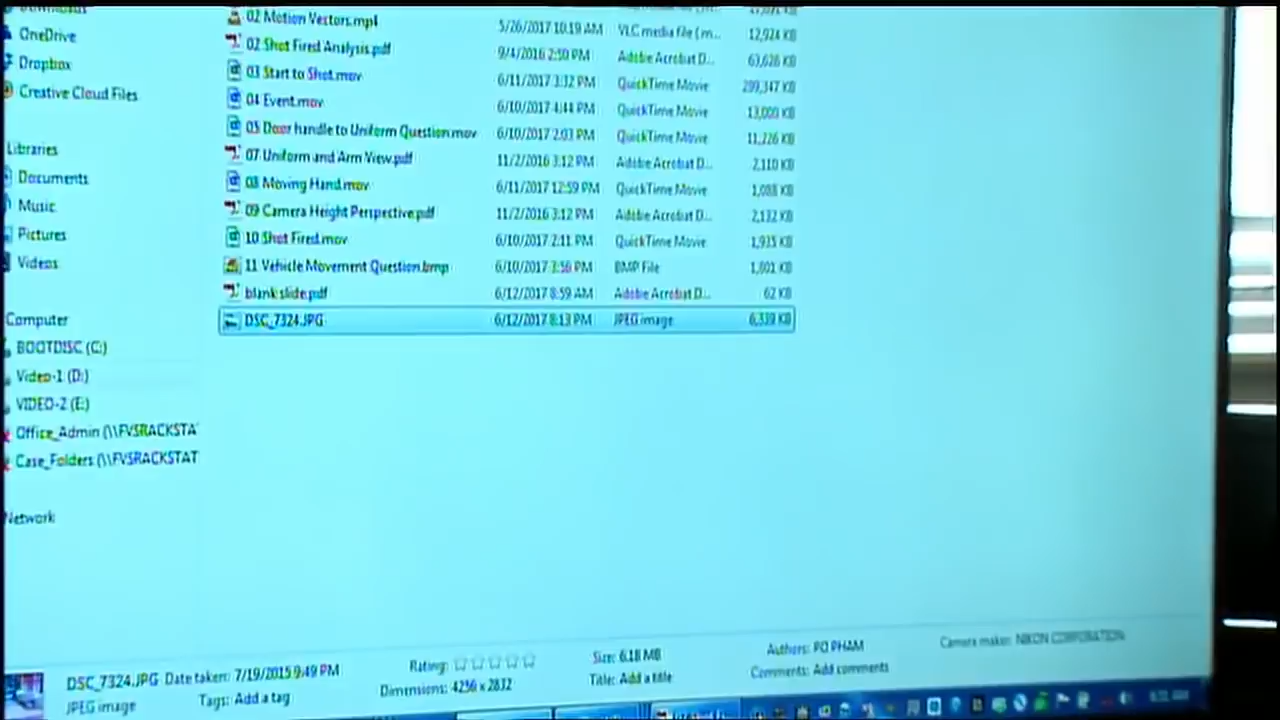 OneDrive
Dropbox
Creative Cloud Files
Libraries
Documents
Music
Pictures
Videos
Computer
BOOTDISC (C:)
Video-1 (D:)
VIDEO-2 (E:)
Office_Admin (\\FVSRACKSTA
Case_Folders (\\FVSRACKSTAT
Network
02 Motion Vectors.mp4 5/26/2017 10:19 AM VLC media file (.m... 12,924 KB
02 Shot Fired Analysis.pdf 9/4/2016 2:50 PM Adobe Acrobat D... 63,626 KB
03 Start to Shot.mov 6/11/2017 3:32 PM QuickTime Movie 299,347 KB
04 Event.mov 6/10/2017 4:44 PM QuickTime Movie 13,000 KB
05 Door handle to Uniform Question.mov 6/10/2017 2:03 PM QuickTime Movie 11,226 KB
07 Uniform and Arm View.pdf 11/2/2016 3:12 PM Adobe Acrobat D... 2,110 KB
08 Moving Hand.mov 6/11/2017 12:59 PM QuickTime Movie 1,088 KB
09 Camera Height Perspective.pdf 11/2/2016 3:12 PM Adobe Acrobat D... 2,132 KB
10 Shot Fired.mov 6/10/2017 2:11 PM QuickTime Movie 1,935 KB
11 Vehicle Movement Question.bmp 6/10/2017 3:56 PM BMP File 1,801 KB
blank slide.pdf 6/12/2017 8:59 AM Adobe Acrobat D... 62 KB
DSC_7324.JPG 6/12/2017 8:13 PM JPEG image 6,339 KB
DSC_7324.JPG Date taken: 7/19/2015 9:49 PM Rating: Size: 6.18 MB Authors: PO PHAM Camera maker: NIKON CORPORATION
JPEG image Tags: Add a tag Dimensions: 4256 x 2832 Title: Add a title Comments: Add comments